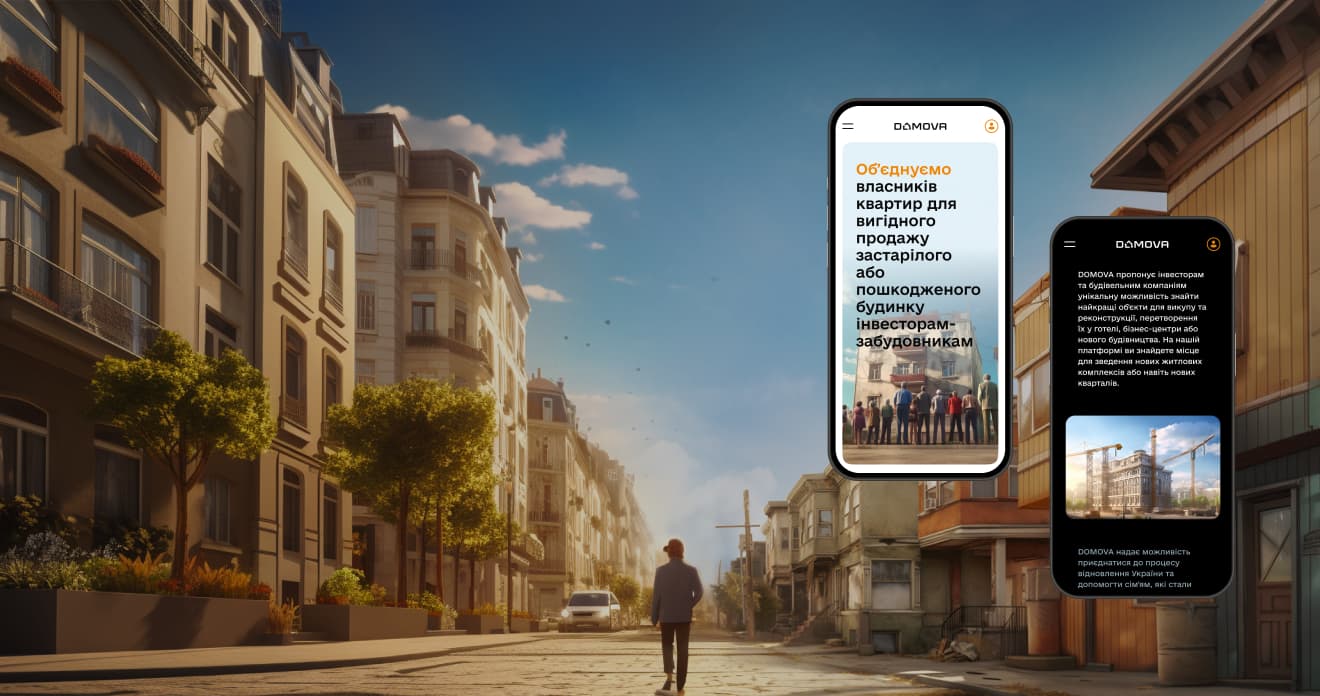 DOMOVA
Об'єднуємо
власників
квартир для
вигідного
продажу
застарілого
або
пошкодженого
будинку
інвесторам-
забудовникам
DOMOVA
DOMOVA пропонує інвесторам
та будівельним компаніям
унікальну можливість знайти
найкращі об'єкти для викупу та
реконструкції, перетворення
їх у готелі, бізнес-центри або
нового будівництва. На нашій
платформі ви знайдете місце
для зведення нових житлових
комплексів або навіть нових
кварталів.
DOMOVA надає можливість
приєднатися до процесу
відновлення України та
допомогти сім'ям, які стали